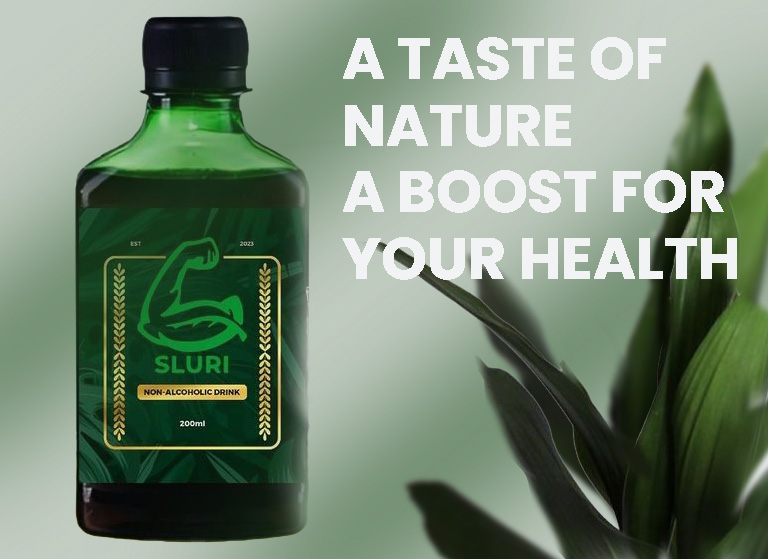 A TASTE OF
NATURE
A BOOST FOR
YOUR HEALTH
EST 2023
SLURI
NON-ALCOHOLIC DRINK
200ml